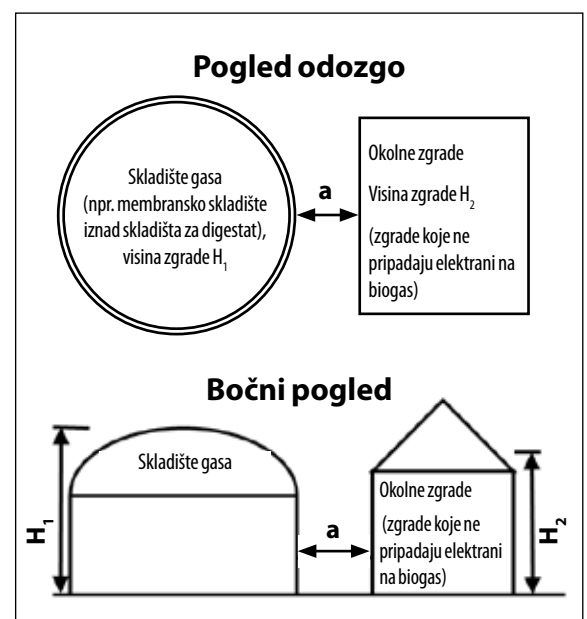 Pogled odozgo
Skladište gasa
(npr. membransko skladište
iznad skladišta za digestat),
visina zgrade H₁
a
Okolne zgrade
Visina zgrade H₂
(zgrade koje ne
pripadaju elektrani na
biogas)
Bočni pogled
H₁
Skladište gasa
a
Okolne zgrade
(zgrade koje ne
pripadaju elektrani
na biogas)
H₂